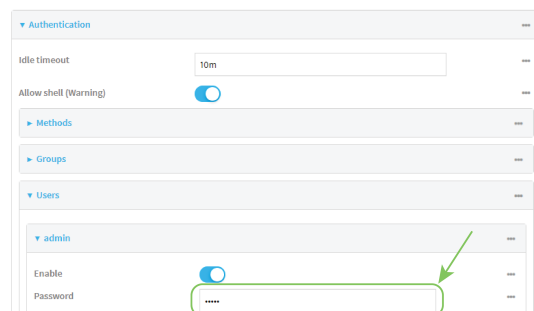 Authentication
Idle timeout
10m
Allow shell (Warning)
Methods
Groups
Users
admin
Enable
Password
•••••